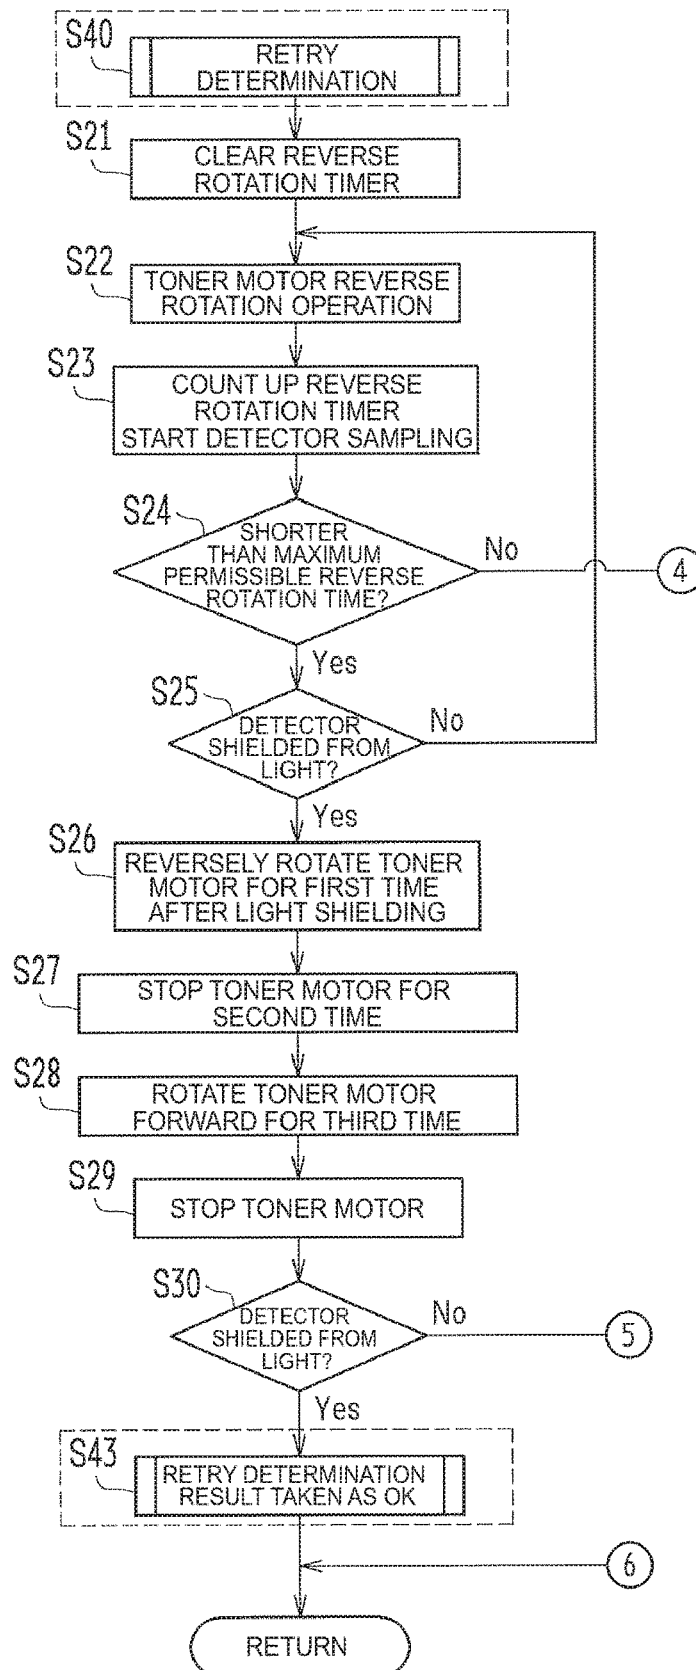 S40
RETRY
DETERMINATION
S21
CLEAR REVERSE
ROTATION TIMER
S22
TONER MOTOR REVERSE
ROTATION OPERATION
S23
COUNT UP REVERSE
ROTATION TIMER
START DETECTOR SAMPLING
S24
SHORTER
THAN MAXIMUM
PERMISSIBLE REVERSE
ROTATION TIME?
No
4
Yes
S25
DETECTOR
SHIELDED FROM
LIGHT?
No
Yes
S26
REVERSELY ROTATE TONER
MOTOR FOR FIRST TIME
AFTER LIGHT SHIELDING
S27
STOP TONER MOTOR FOR
SECOND TIME
S28
ROTATE TONER MOTOR
FORWARD FOR THIRD TIME
S29
STOP TONER MOTOR
S30
DETECTOR
SHIELDED FROM
LIGHT?
No
5
Yes
S43
RETRY DETERMINATION
RESULT TAKEN AS OK
6
RETURN